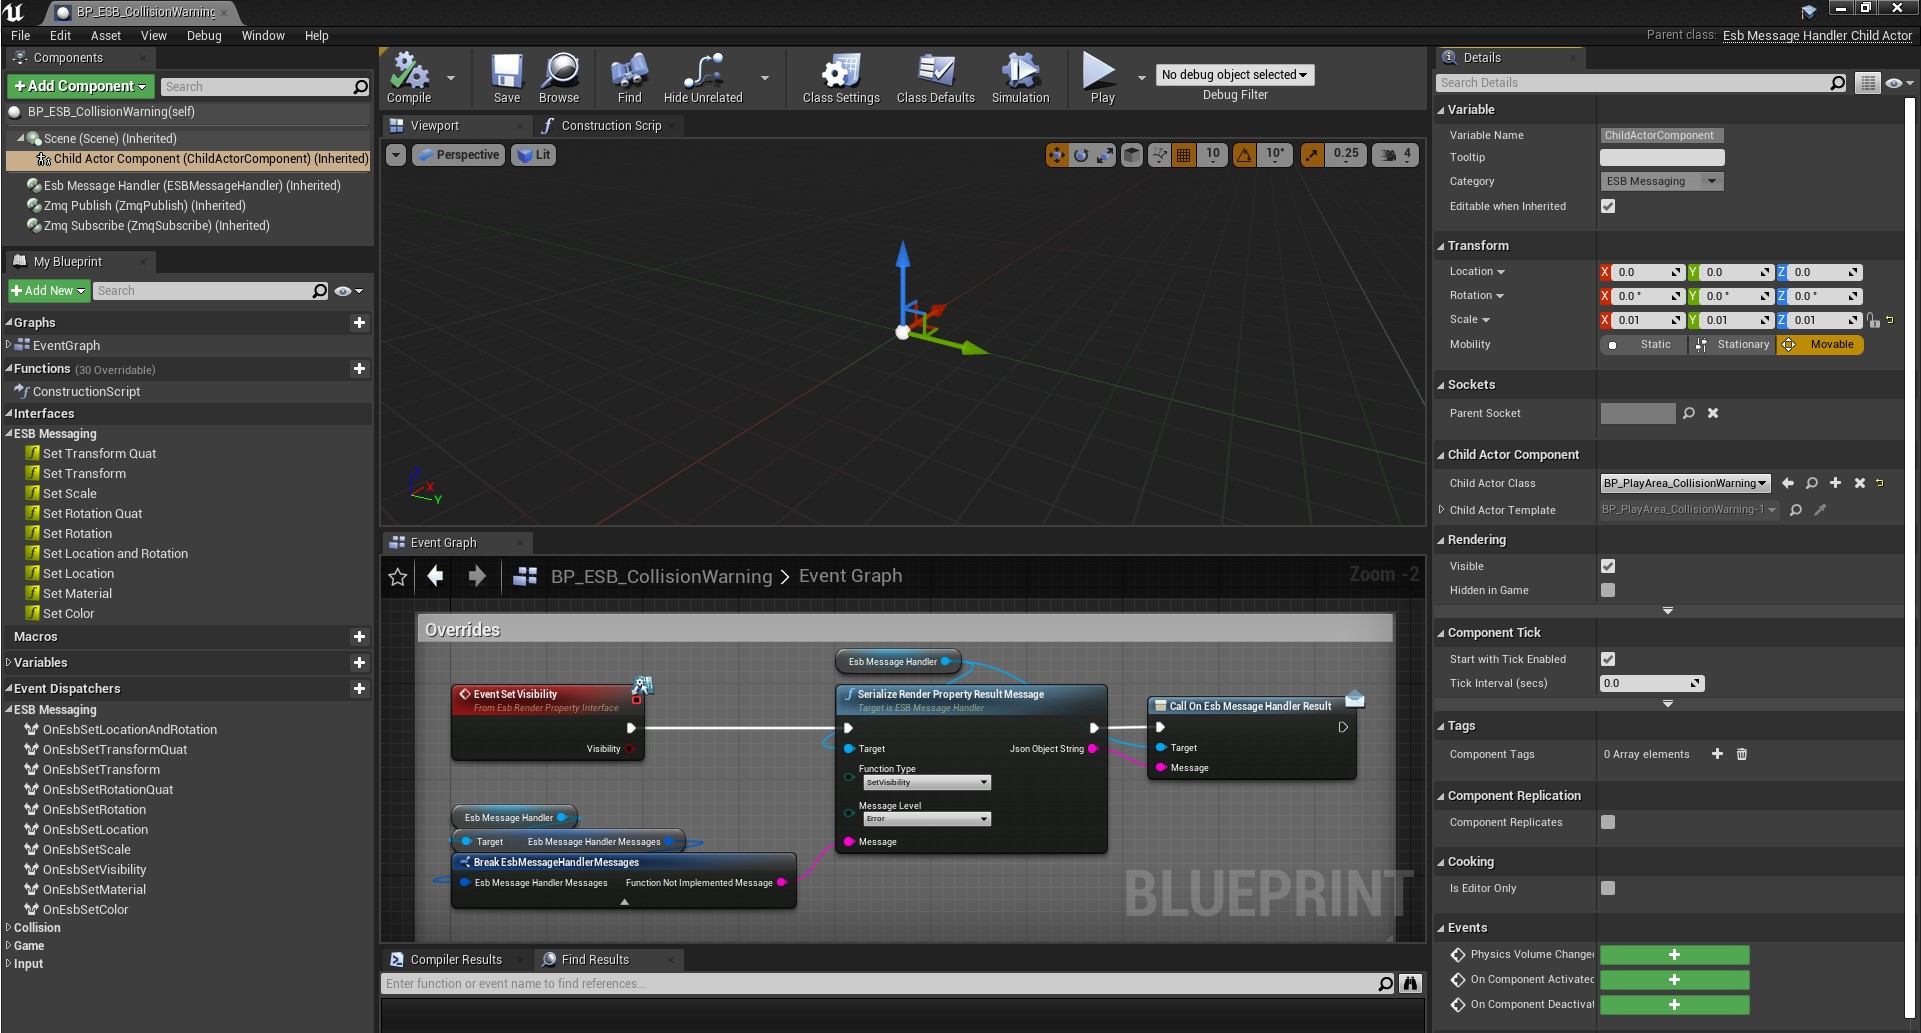 BP_ESB_CollisionWarning
File Edit Asset View Debug Window Help
Parent class: Esb Message Handler Child Actor
Components
Add Component
Search
BP_ESB_CollisionWarning(self)
Scene (Scene) (Inherited)
Child Actor Component (ChildActorComponent) (Inherited)
Esb Message Handler (ESBMessageHandler) (Inherited)
Zmq Publish (ZmqPublish) (Inherited)
Zmq Subscribe (ZmqSubscribe) (Inherited)
My Blueprint
Add New
Search
Graphs
EventGraph
Functions (30 Overridable)
ConstructionScript
Interfaces
ESB Messaging
Set Transform Quat
Set Transform
Set Scale
Set Rotation Quat
Set Rotation
Set Location and Rotation
Set Location
Set Material
Set Color
Macros
Variables
Event Dispatchers
ESB Messaging
OnEsbSetLocationAndRotation
OnEsbSetTransformQuat
OnEsbSetTransform
OnEsbSetRotationQuat
OnEsbSetRotation
OnEsbSetLocation
OnEsbSetScale
OnEsbSetVisibility
OnEsbSetMaterial
OnEsbSetColor
Collision
Game
Input
Compile Save Browse Find Hide Unrelated Class Settings Class Defaults Simulation Play
No debug object selected
Debug Filter
Viewport
Construction Scrip
Perspective Lit
10 10° 0.25 4
Z
X
Y
Event Graph
BP_ESB_CollisionWarning > Event Graph
Zoom -2
Overrides
Esb Message Handler
Event Set Visibility
From Esb Render Property Interface
Visibility
Serialize Render Property Result Message
Target is ESB Message Handler
Target
Json Object String
Function Type
SetVisibility
Message Level
Error
Message
Call On Esb Message Handler Result
Target
Message
Esb Message Handler
Target Esb Message Handler Messages
Break EsbMessageHandlerMessages
Esb Message Handler Messages Function Not Implemented Message
BLUEPRINT
Compiler Results
Find Results
Enter function or event name to find references...
Details
Search Details
Variable
Variable Name ChildActorComponent
Tooltip
Category ESB Messaging
Editable when Inherited
Transform
Location X 0.0 Y 0.0 Z 0.0
Rotation X 0.0 ° Y 0.0 ° Z 0.0 °
Scale X 0.01 Y 0.01 Z 0.01
Mobility Static Stationary Movable
Sockets
Parent Socket
Child Actor Component
Child Actor Class BP_PlayArea_CollisionWarning
Child Actor Template BP_PlayArea_CollisionWarning-1
Rendering
Visible
Hidden in Game
Component Tick
Start with Tick Enabled
Tick Interval (secs) 0.0
Tags
Component Tags 0 Array elements
Component Replication
Component Replicates
Cooking
Is Editor Only
Events
Physics Volume Change
On Component Activated
On Component Deactivat